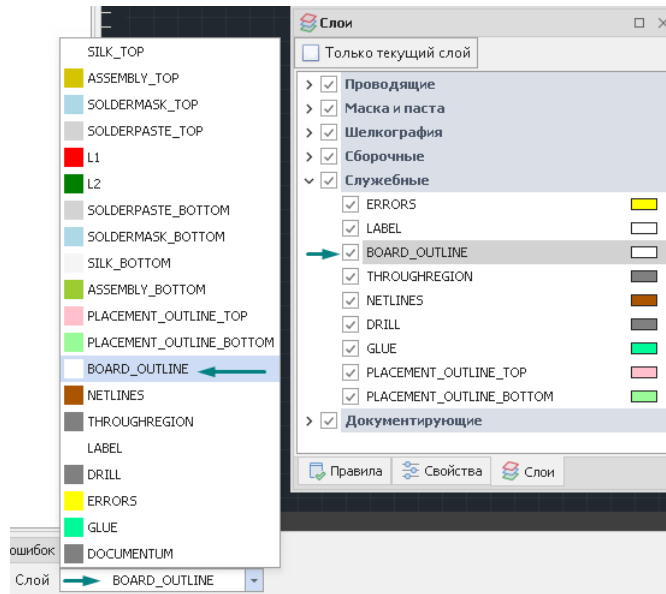 SILK_TOP
ASSEMBLY_TOP
SOLDERMASK_TOP
SOLDERPASTE_TOP
L1
L2
SOLDERPASTE_BOTTOM
SOLDERMASK_BOTTOM
SILK_BOTTOM
ASSEMBLY_BOTTOM
PLACEMENT_OUTLINE_TOP
PLACEMENT_OUTLINE_BOTTOM
BOARD_OUTLINE
NETLINES
THROUGHREGION
LABEL
DRILL
ERRORS
GLUE
DOCUMENTUM
ошибок
Слой BOARD_OUTLINE
Слои
Только текущий слой
Проводящие
Маска и паста
Шелкография
Сборочные
Служебные
ERRORS
LABEL
BOARD_OUTLINE
THROUGHREGION
NETLINES
DRILL
GLUE
PLACEMENT_OUTLINE_TOP
PLACEMENT_OUTLINE_BOTTOM
Документирующие
Правила Свойства Слои